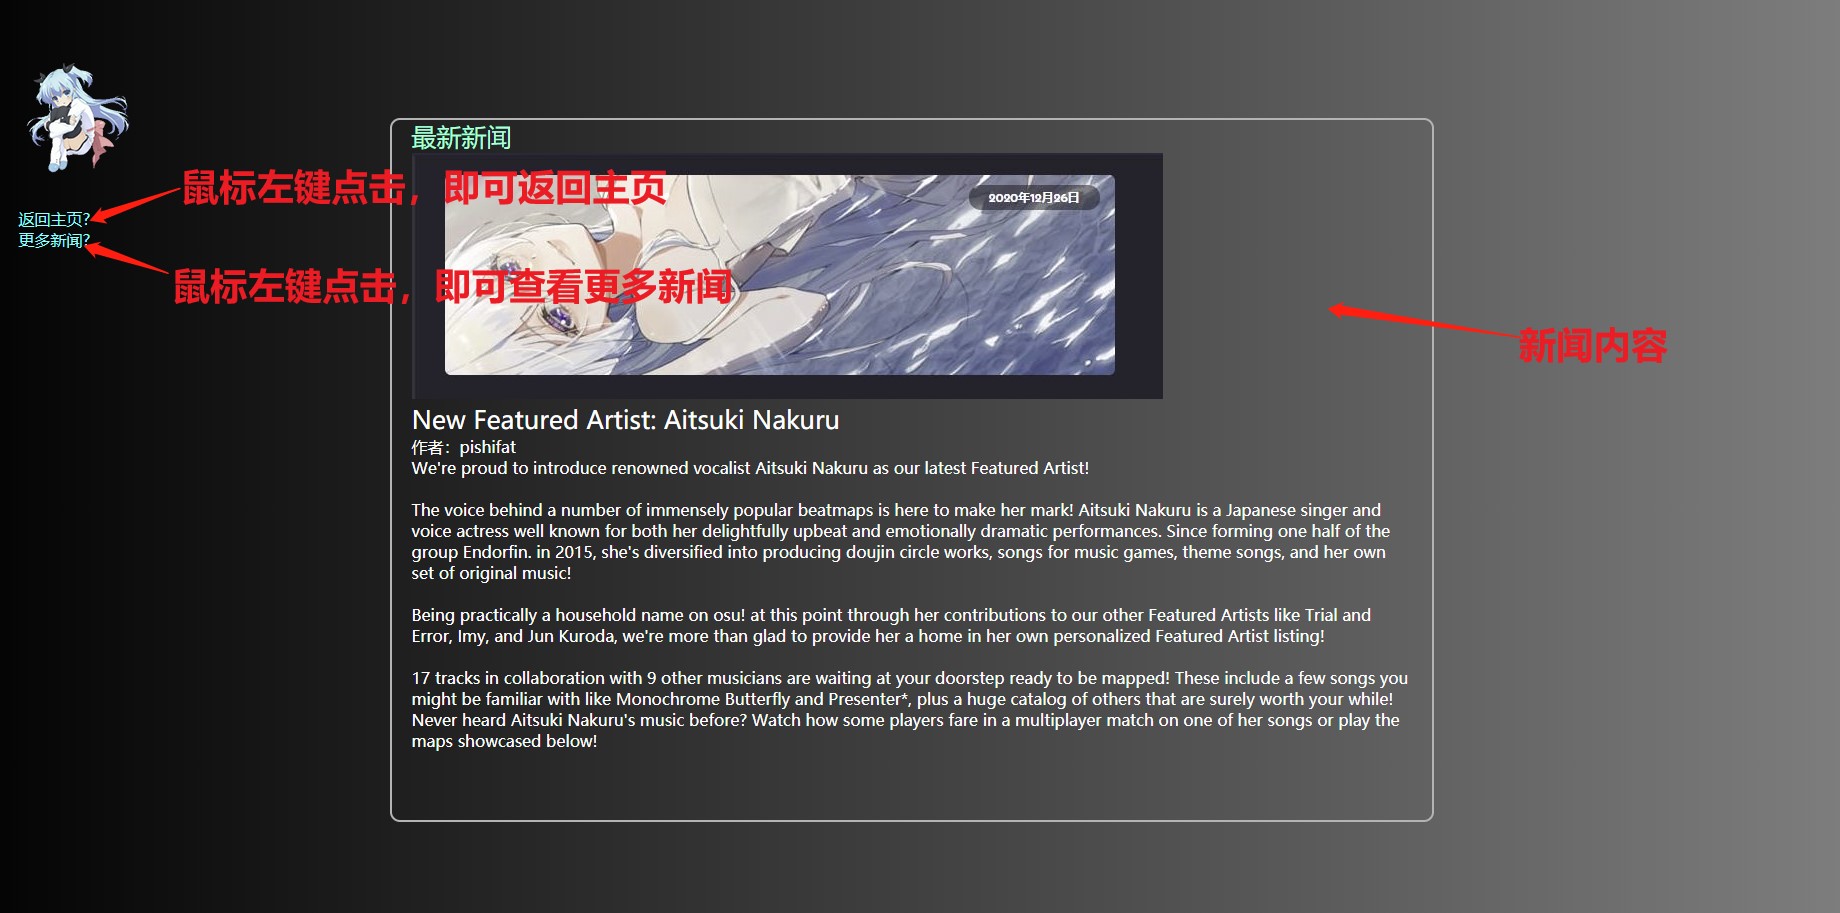 最新新闻
鼠标左键点击，即可返回主页
2020年12月26日
返回主页?
更多新闻?
鼠标左键点击，即可查看更多新闻
新闻内容
New Featured Artist: Aitsuki Nakuru
作者：pishifat
We're proud to introduce renowned vocalist Aitsuki Nakuru as our latest Featured Artist!
The voice behind a number of immensely popular beatmaps is here to make her mark! Aitsuki Nakuru is a Japanese singer and
voice actress well known for both her delightfully upbeat and emotionally dramatic performances. Since forming one half of the
group Endorfin. in 2015, she's diversified into producing doujin circle works, songs for music games, theme songs, and her own
set of original music!
Being practically a household name on osu! at this point through her contributions to our other Featured Artists like Trial and
Error, Imy, and Jun Kuroda, we're more than glad to provide her a home in her own personalized Featured Artist listing!
17 tracks in collaboration with 9 other musicians are waiting at your doorstep ready to be mapped! These include a few songs you
might be familiar with like Monochrome Butterfly and Presenter*, plus a huge catalog of others that are surely worth your while!
Never heard Aitsuki Nakuru's music before? Watch how some players fare in a multiplayer match on one of her songs or play the
maps showcased below!